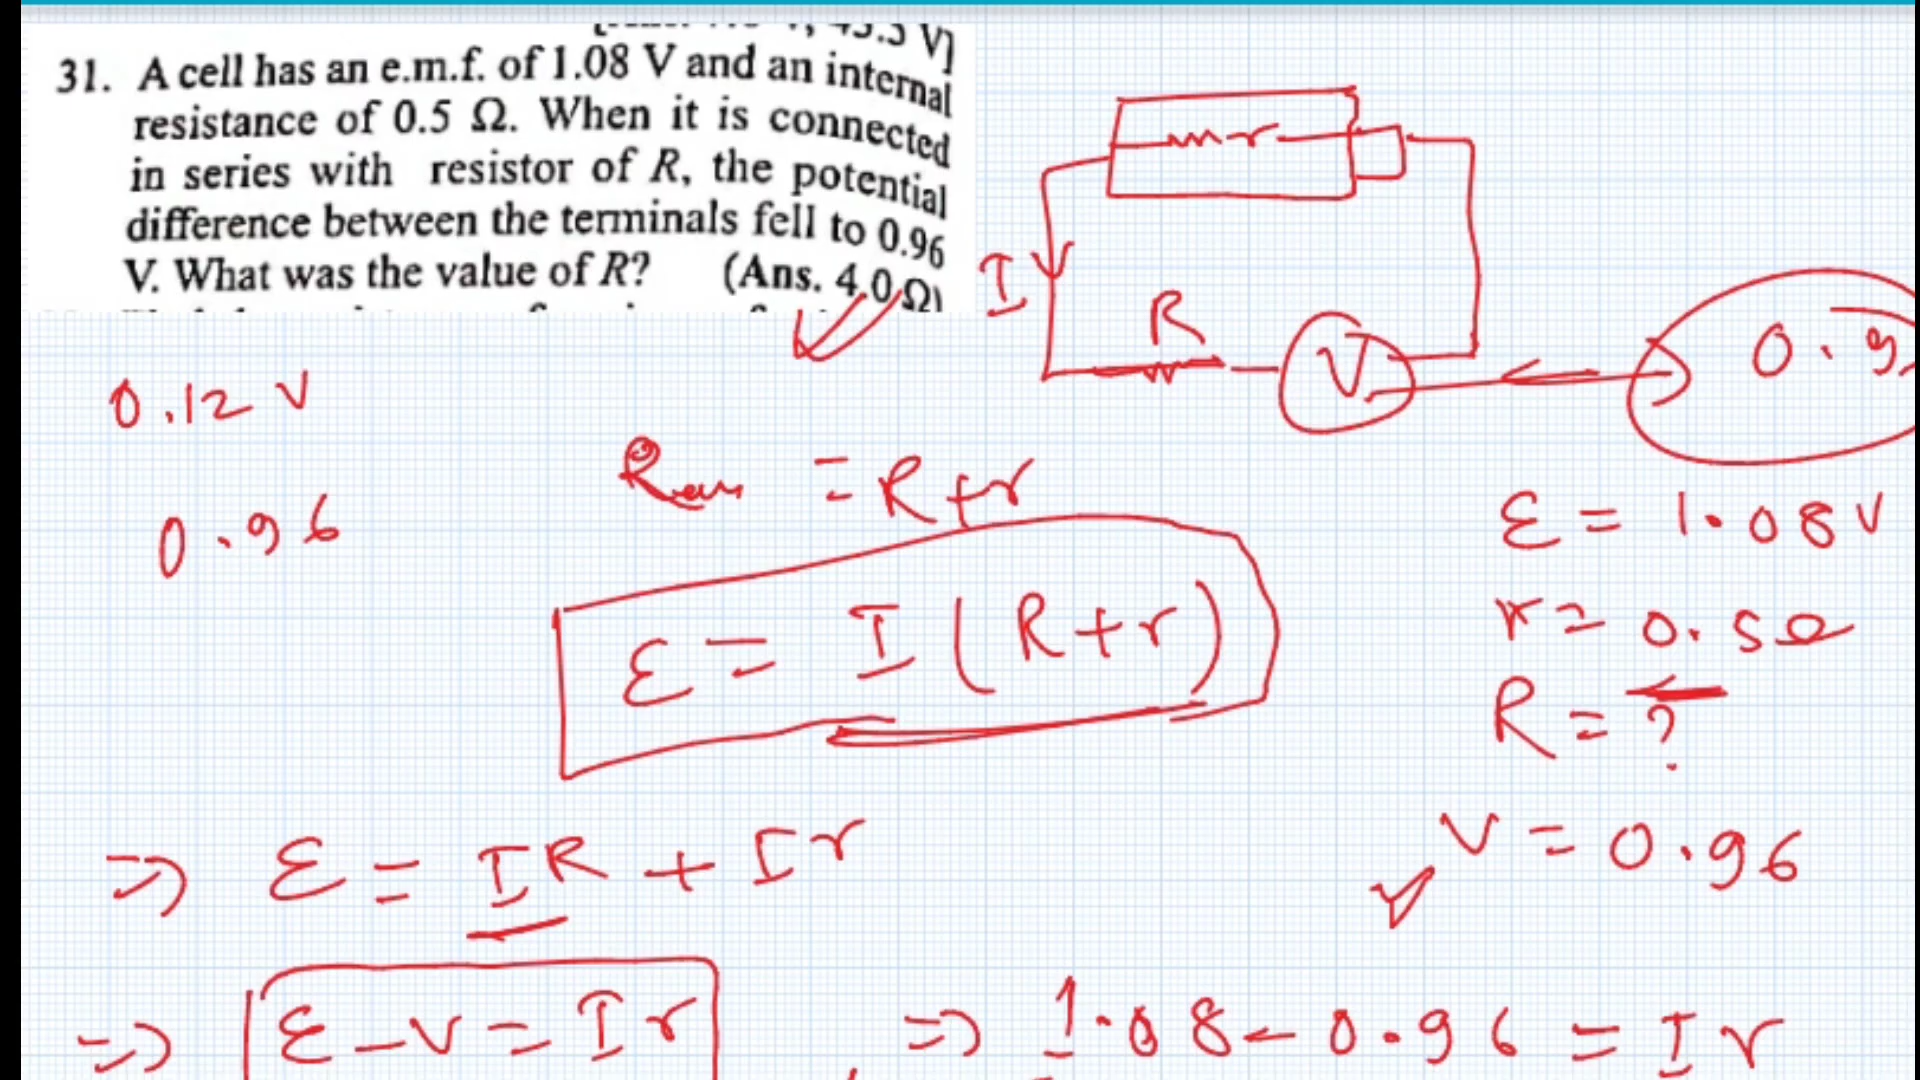 V]
31. A cell has an e.m.f. of 1.08 V and an internal
resistance of 0.5 Ω. When it is connected
in series with resistor of R, the potential
difference between the terminals fell to 0.96
V. What was the value of R? (Ans. 4.0 Ω)
r
I
R
V
0.9
0.12 V
0.96
= R+r
ε = 1.08 V
r = 0.5 Ω
R = ?
V = 0.96
ε = I (R+r)
=> ε = IR + Ir
=> ε - V = Ir
=> 1.08 - 0.96 = Ir